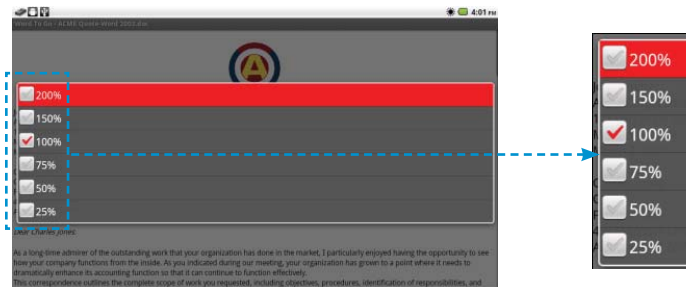 4:01 PM
Word To Go - ACME Quote-Word 2003.doc
A
200%
150%
100%
75%
50%
25%
Dear Charles Jones:
As a long-time admirer of the outstanding work that your organization has done in the market, I particularly enjoyed having the opportunity to see
how your company functions from the inside. As you indicated during our meeting, your organization has grown to a point where it needs to
dramatically enhance its accounting function so that it can continue to function effectively.
This correspondence outlines the complete scope of work you requested, including objectives, procedures, identification of responsibilities, and
200%
150%
100%
75%
50%
25%